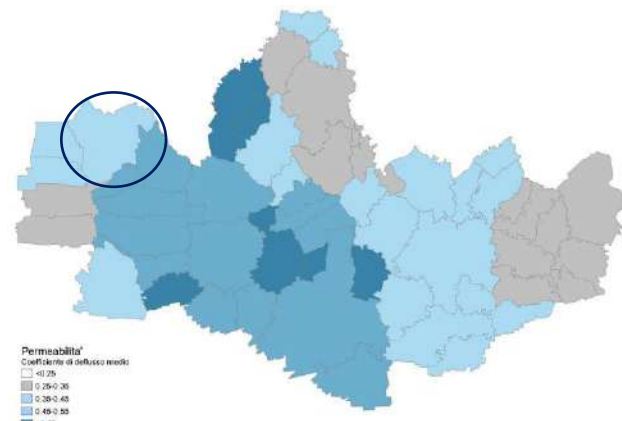 Permeabilita'
Coefficiente di deflusso medio
<0.25
0.25-0.35
0.35-0.45
0.45-0.55